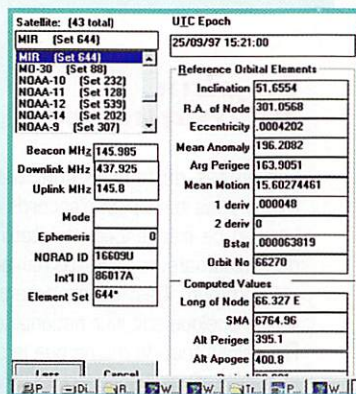 Satellite: (43 total)
MIR (Set 644)
MIR (Set 644)
MO-30 (Set 88)
NOAA-10 (Set 232)
NOAA-11 (Set 128)
NOAA-12 (Set 539)
NOAA-14 (Set 202)
NOAA-9 (Set 307)
Beacon MHz 145.985
Downlink MHz 437.925
Uplink MHz 145.8
Mode
Ephemeris 0
NORAD ID 16609U
Int'l ID 86017A
Element Set 644*
Less Cancel
UTC Epoch
25/09/97 15:21:00
Reference Orbital Elements
Inclination 51.6554
R.A. of Node 301.0568
Eccentricity .0004202
Mean Anomaly 196.2082
Arg Perigee 163.9051
Mean Motion 15.60274461
1 deriv .000048
2 deriv 0
Bstar .000063819
Orbit No 66270
Computed Values
Long of Node 66.327 E
SMA 6764.96
Alt Perigee 395.1
Alt Apogee 400.8
P... Di... R... W... W... Tr... P... W...